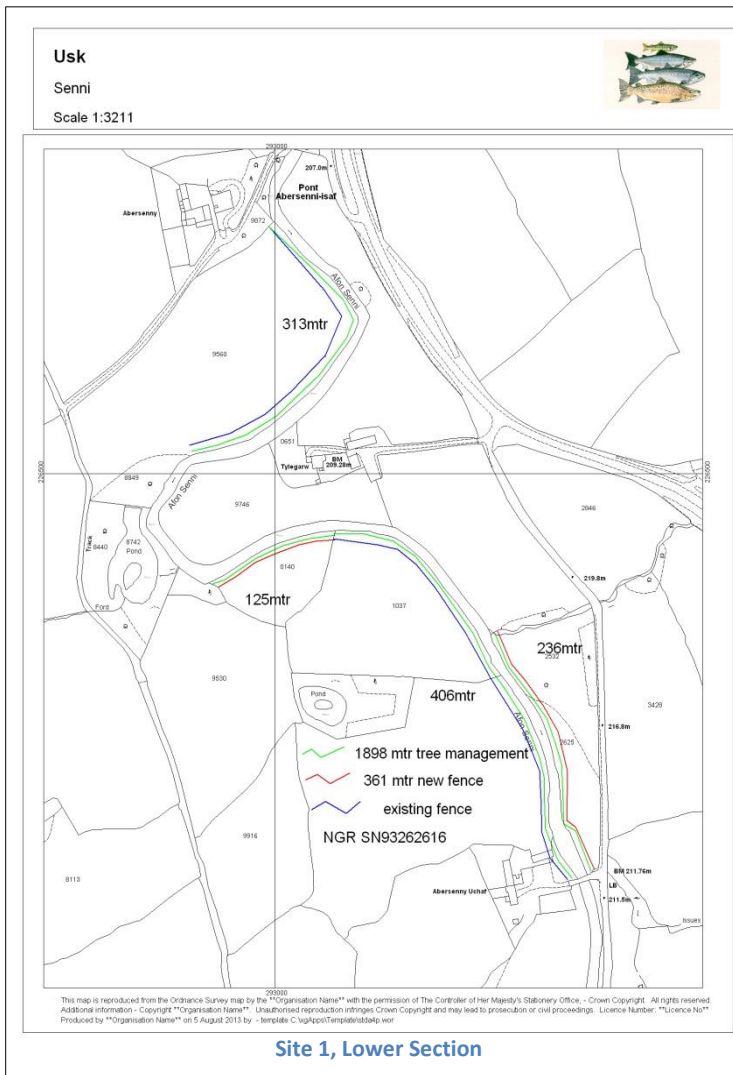 Usk
Senni
Scale 1:3211
293000
207.0m
Pont
Abersenni-isaf
Abersenny
9872
Afon Senni
313mtr
9560
0651
Tylegarw
BM
209.28m
226500
226500
8849
Afon Senni
9746
2846
Track
8440
8742
Pond
8140
219.8m
125mtr
1037
Ford
236mtr
2532
9530
406mtr
3428
Pond
Afon Senni
216.8m
2625
1898 mtr tree management
361 mtr new fence
existing fence
NGR SN93262616
9916
8113
BM 211.76m
Abersenny Uchaf
LB
211.8m
Issues
293000
This map is reproduced from the Ordnance Survey map by the **Organisation Name** with the permission of The Controller of Her Majesty's Stationery Office, - Crown Copyright. All rights reserved.
Additional information - Copyright **Organisation Name** Unauthorised reproduction infringes Crown Copyright and may lead to prosecution or civil proceedings. Licence Number: **Licence No**
Produced by **Organisation Name** on 5 August 2013 by - template C:\vgApps\Template\stda4p.wor
Site 1, Lower Section